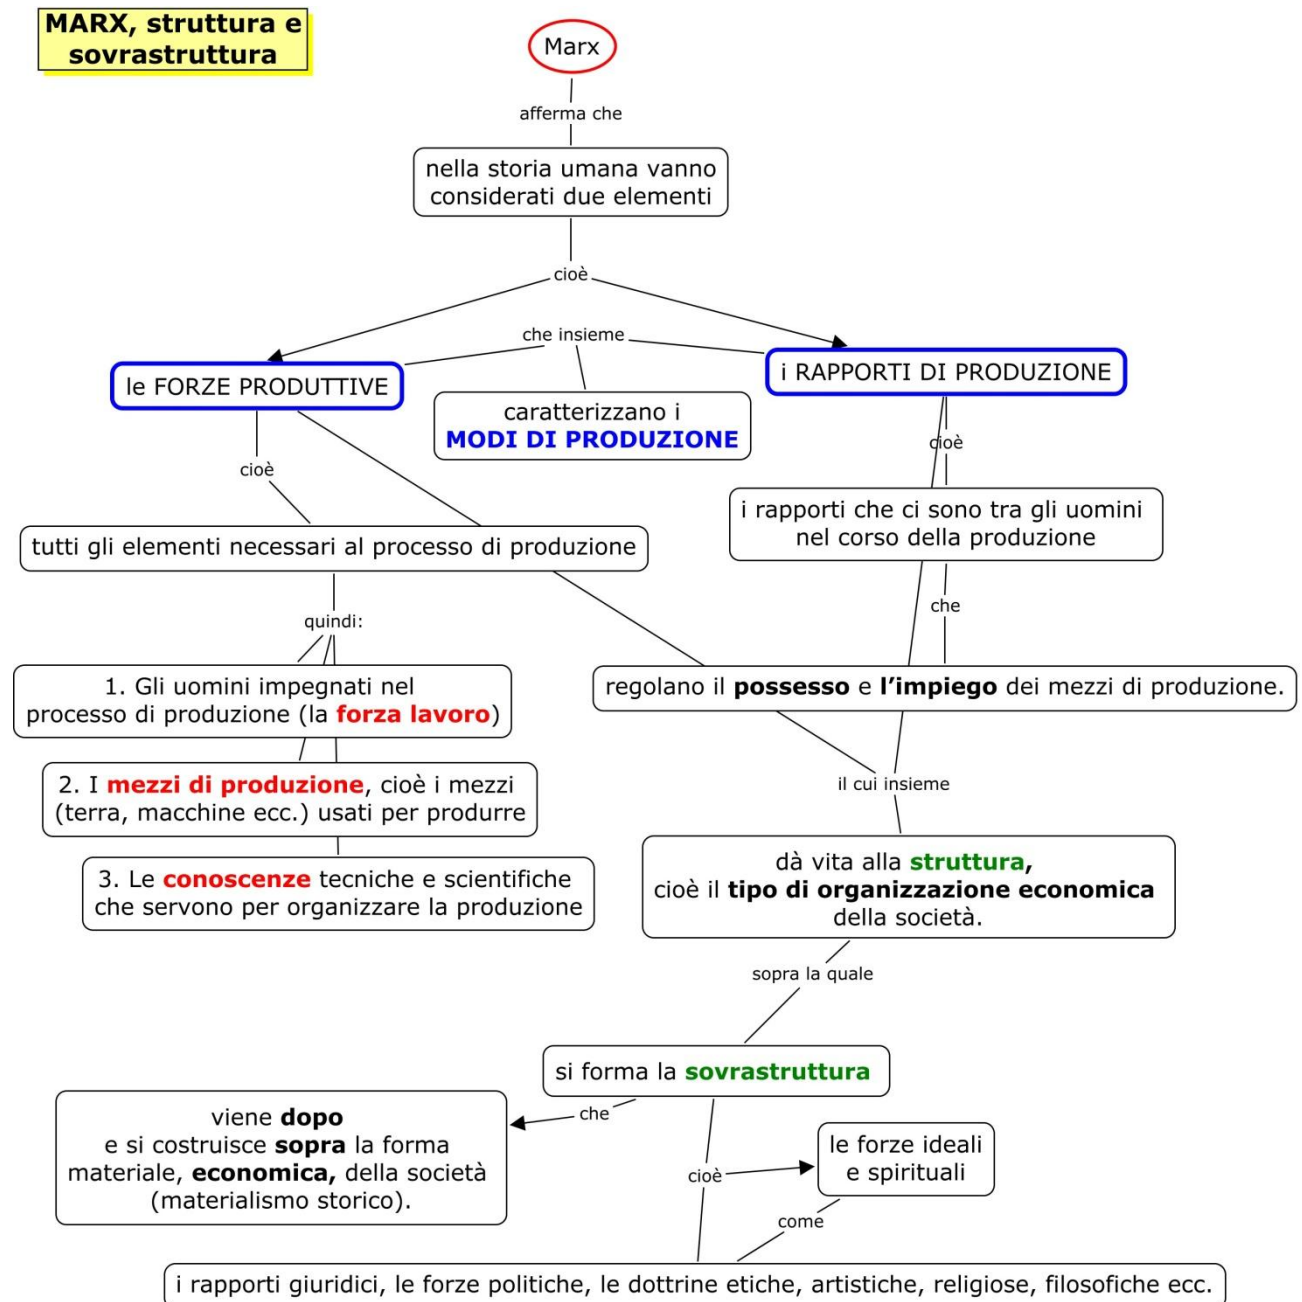 MARX, struttura e
sovrastruttura
Marx
afferma che
nella storia umana vanno
considerati due elementi
cioè
che insieme
le FORZE PRODUTTIVE
i RAPPORTI DI PRODUZIONE
caratterizzano i
MODI DI PRODUZIONE
cioè
cioè
tutti gli elementi necessari al processo di produzione
i rapporti che ci sono tra gli uomini
nel corso della produzione
quindi:
che
1. Gli uomini impegnati nel
processo di produzione (la forza lavoro)
regolano il possesso e l’impiego dei mezzi di produzione.
2. I mezzi di produzione, cioè i mezzi
(terra, macchine ecc.) usati per produrre
il cui insieme
3. Le conoscenze tecniche e scientifiche
che servono per organizzare la produzione
dà vita alla struttura,
cioè il tipo di organizzazione economica
della società.
sopra la quale
si forma la sovrastruttura
che
viene dopo
e si costruisce sopra la forma
materiale, economica, della società
(materialismo storico).
cioè
le forze ideali
e spirituali
come
i rapporti giuridici, le forze politiche, le dottrine etiche, artistiche, religiose, filosofiche ecc.